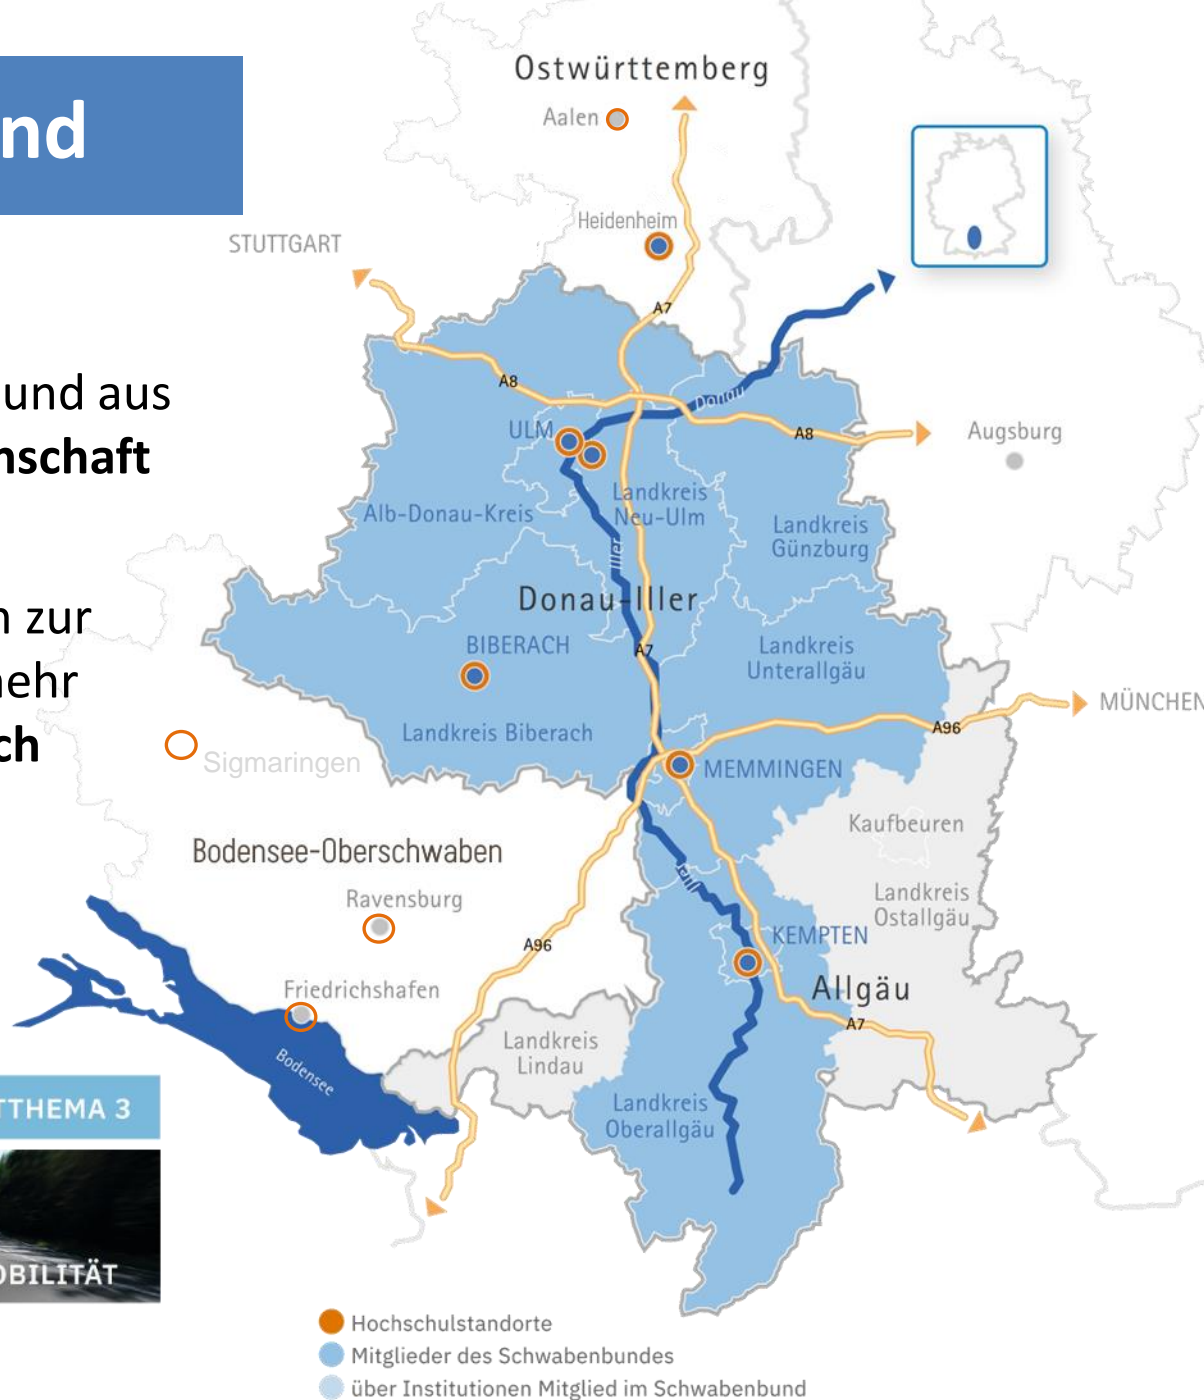 nd
und aus
nschaft
n zur
nehr
ch
TTHEMA 3
OBILITÄT
Ostwürttemberg
Aalen
Heidenheim
STUTTGART
A7
A8
Donau
ULM
A8
Augsburg
Landkreis
Neu-Ulm
Alb-Donau-Kreis
Landkreis
Günzburg
Iller
Donau-Iller
BIBERACH
A7
Landkreis
Unterallgäu
MÜNCHEN
A96
Landkreis Biberach
Sigmaringen
MEMMINGEN
Kaufbeuren
Bodensee-Oberschwaben
Ravensburg
Landkreis
Ostallgäu
Iller
KEMPTEN
A96
Friedrichshafen
Allgäu
A7
Landkreis
Lindau
Bodensee
Landkreis
Oberallgäu
Hochschulstandorte
Mitglieder des Schwabenbundes
über Institutionen Mitglied im Schwabenbund